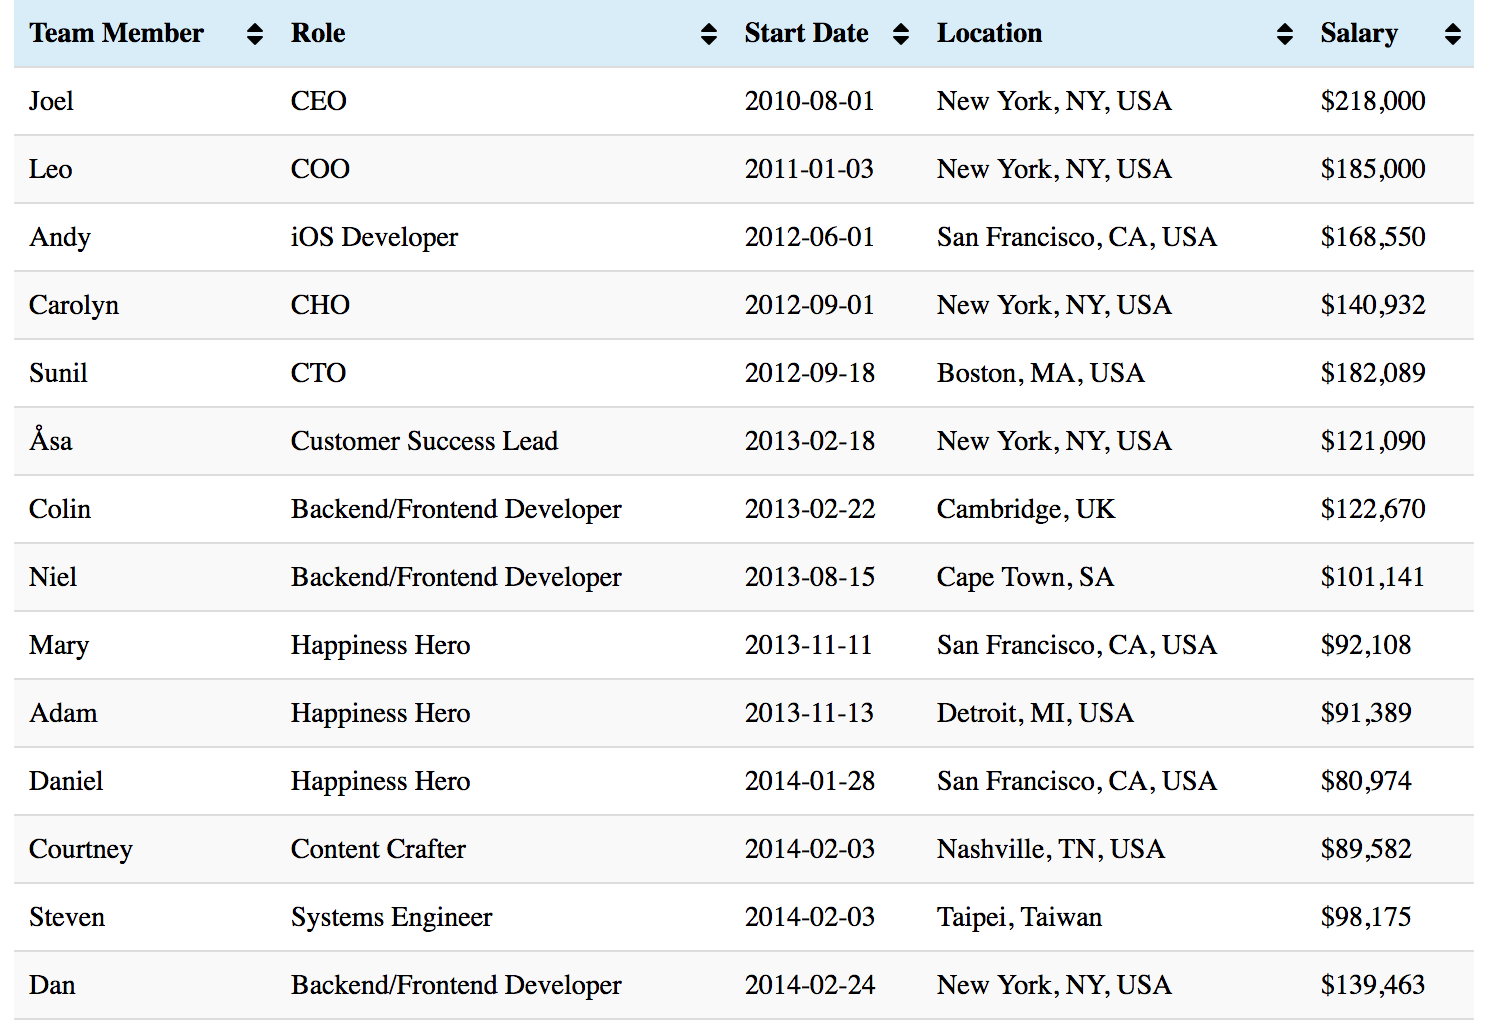 Team Member Role Start Date Location Salary
Joel CEO 2010-08-01 New York, NY, USA $218,000
Leo COO 2011-01-03 New York, NY, USA $185,000
Andy iOS Developer 2012-06-01 San Francisco, CA, USA $168,550
Carolyn CHO 2012-09-01 New York, NY, USA $140,932
Sunil CTO 2012-09-18 Boston, MA, USA $182,089
Åsa Customer Success Lead 2013-02-18 New York, NY, USA $121,090
Colin Backend/Frontend Developer 2013-02-22 Cambridge, UK $122,670
Niel Backend/Frontend Developer 2013-08-15 Cape Town, SA $101,141
Mary Happiness Hero 2013-11-11 San Francisco, CA, USA $92,108
Adam Happiness Hero 2013-11-13 Detroit, MI, USA $91,389
Daniel Happiness Hero 2014-01-28 San Francisco, CA, USA $80,974
Courtney Content Crafter 2014-02-03 Nashville, TN, USA $89,582
Steven Systems Engineer 2014-02-03 Taipei, Taiwan $98,175
Dan Backend/Frontend Developer 2014-02-24 New York, NY, USA $139,463